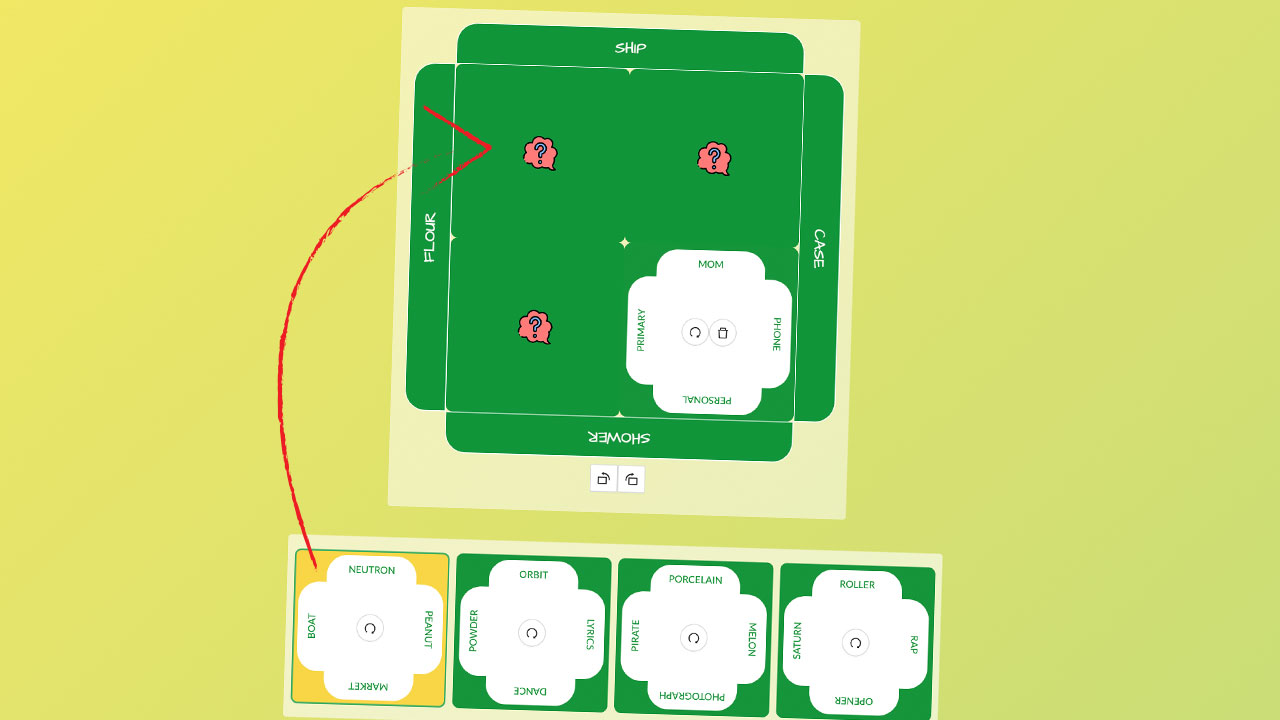 SHIP
FLOUR
CASE
SHOWER
MOM
PRIMARY
PHONE
PERSONAL
NEUTRON
BOAT
PEANUT
MARKET
ORBIT
POWDER
LYRICS
DANCE
PORCELAIN
PIRATE
MELON
PHOTOGRAPH
ROLLER
SATURN
RAP
OPENER